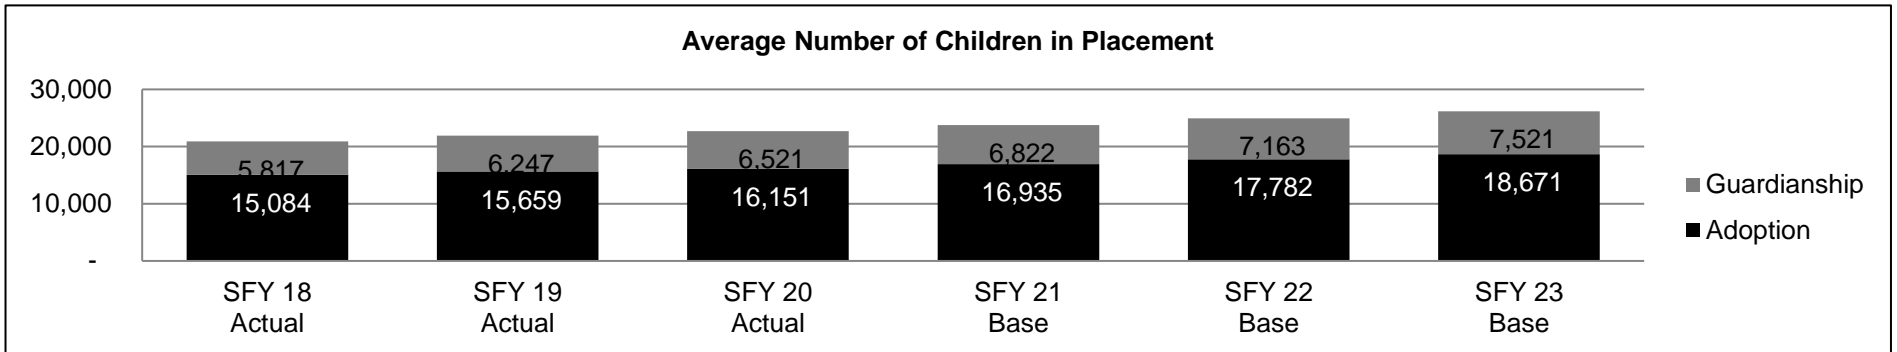 Average Number of Children in Placement
30,000
20,000
10,000
-
5,817
6,247
6,521
6,822
7,163
7,521
15,084
15,659
16,151
16,935
17,782
18,671
Guardianship
Adoption
SFY 18
Actual
SFY 19
Actual
SFY 20
Actual
SFY 21
Base
SFY 22
Base
SFY 23
Base